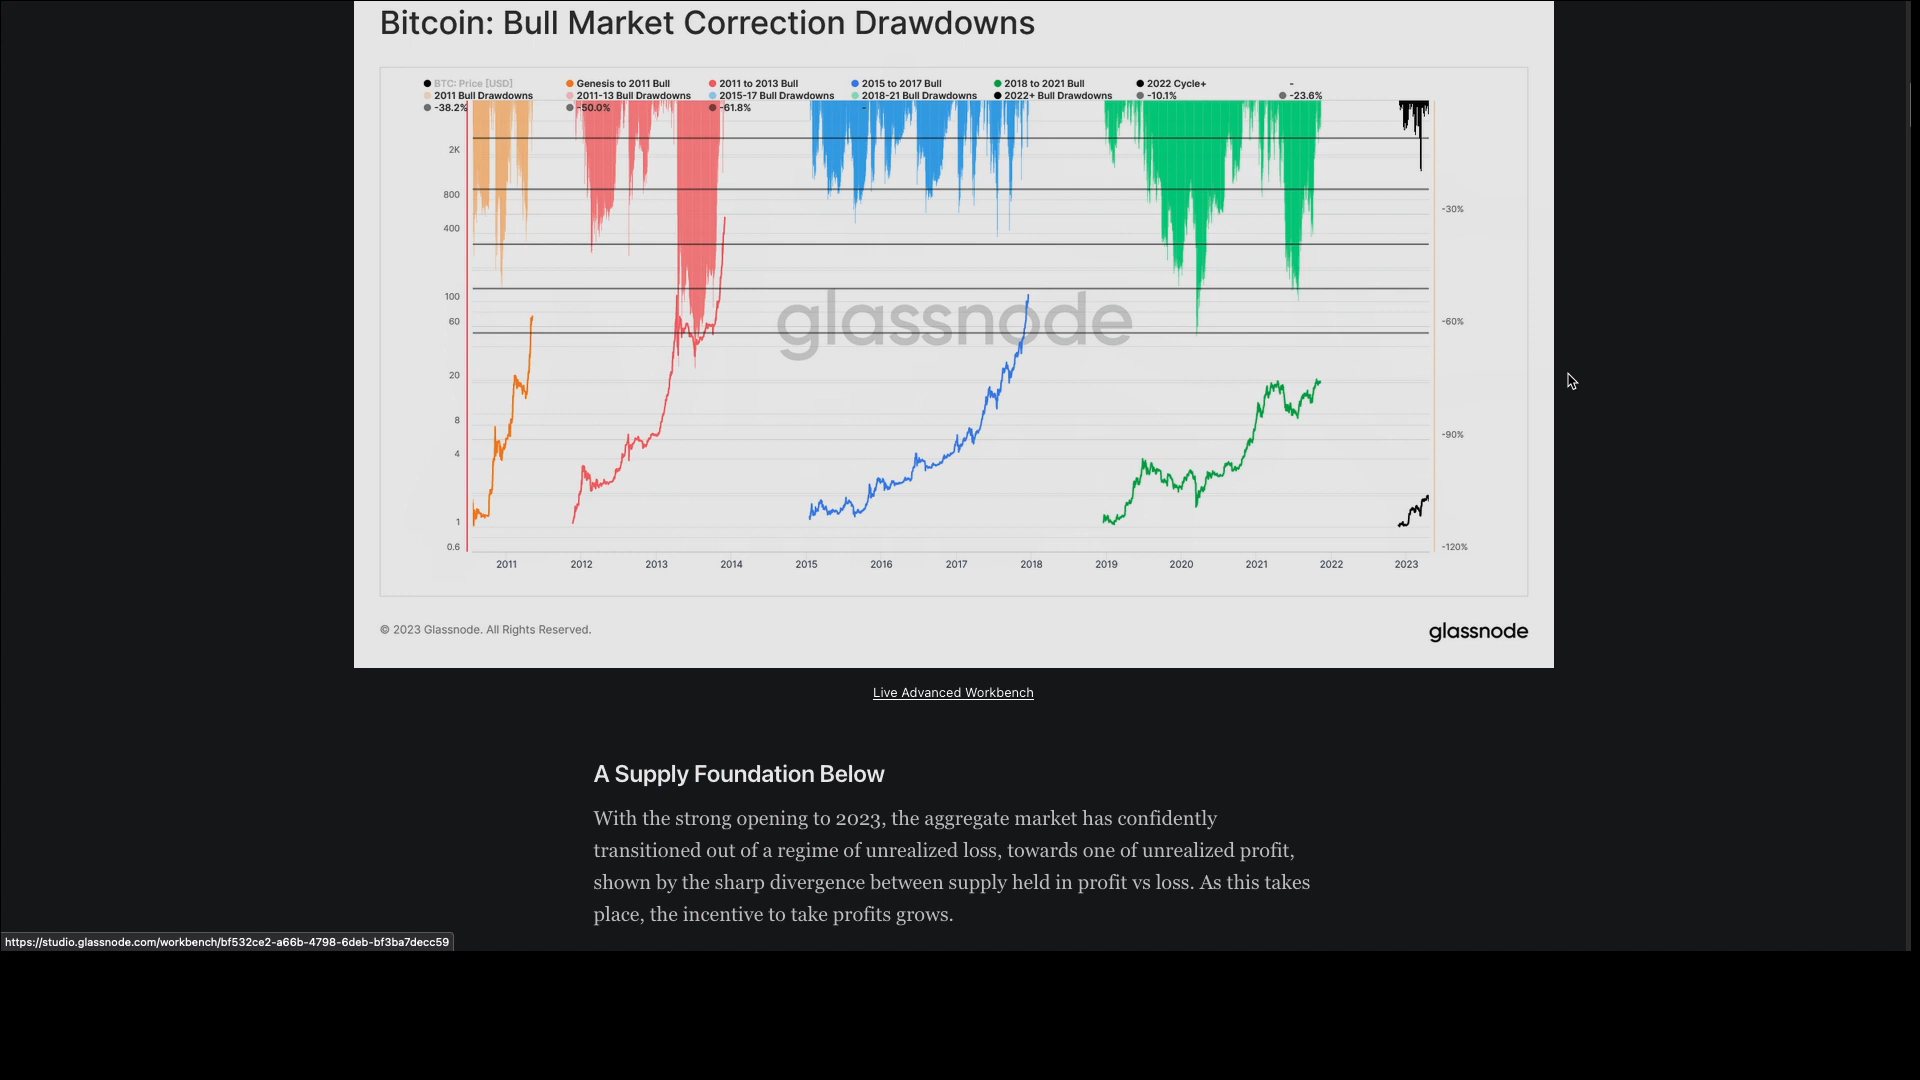 Bitcoin: Bull Market Correction Drawdowns
BTC: Price [USD] Genesis to 2011 Bull 2011 to 2013 Bull 2015 to 2017 Bull 2018 to 2021 Bull 2022 Cycle+ -
2011 Bull Drawdowns 2011-13 Bull Drawdowns 2015-17 Bull Drawdowns 2018-21 Bull Drawdowns 2022+ Bull Drawdowns -10.1% -23.6%
-38.2% -50.0% -61.8% -
2K
800
400
100
60
20
8
4
1
0.6
-30%
-60%
-90%
-120%
glassnode
2011 2012 2013 2014 2015 2016 2017 2018 2019 2020 2021 2022 2023
© 2023 Glassnode. All Rights Reserved.
glassnode
Live Advanced Workbench
A Supply Foundation Below
With the strong opening to 2023, the aggregate market has confidently
transitioned out of a regime of unrealized loss, towards one of unrealized profit,
shown by the sharp divergence between supply held in profit vs loss. As this takes
place, the incentive to take profits grows.
https://studio.glassnode.com/workbench/bf532ce2-a66b-4798-6deb-bf3ba7decc59